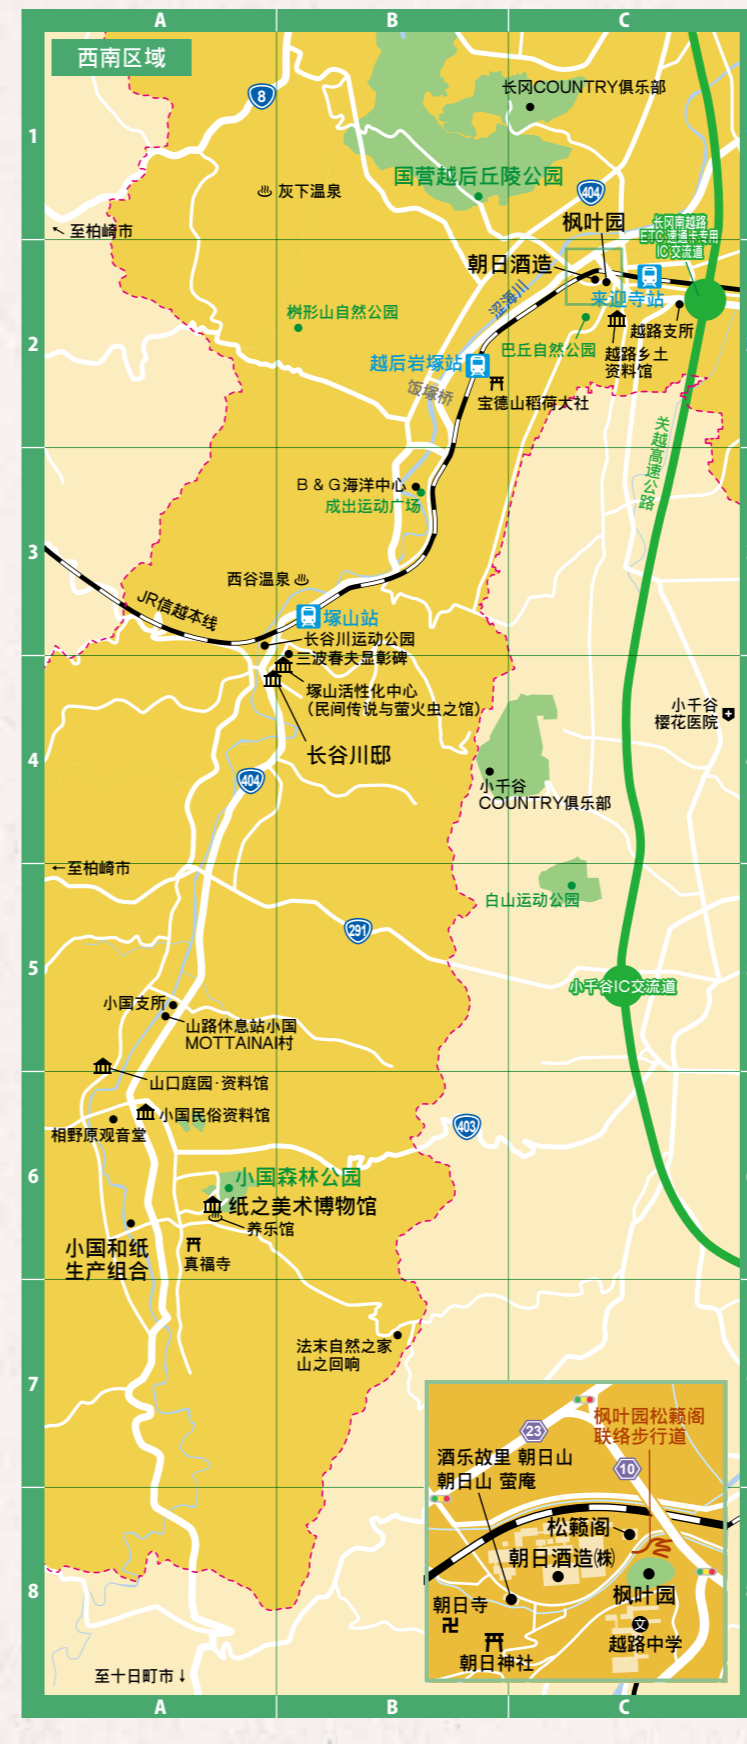 A
B
C
西南区域
1
8
长冈COUNTRY俱乐部
国营越后丘陵公园
404
灰下温泉
枫叶园
长冈南越路
ETC速通卡专用
IC交流道
↖ 至柏崎市
朝日酒造
涩海川
来迎寺站
桝形山自然公园
越路支所
2
巴丘自然公园
越路乡土
资料馆
越后岩塚站
饭塚桥
宝德山稻荷大社
关越高速公路
B&G海洋中心
成出运动广场
3
西谷温泉
JR信越本线
塚山站
长谷川运动公园
三波春夫显彰碑
塚山活性化中心
（民间传说与萤火虫之馆）
小千谷
樱花医院
长谷川邸
4
404
小千谷
COUNTRY俱乐部
←至柏崎市
白山运动公园
291
5
小千谷IC交流道
小国支所
山路休息站小国
MOTTAINAI村
山口庭园·资料馆
小国民俗资料馆
相野原观音堂
403
6
小国森林公园
纸之美术博物馆
养乐馆
小国和纸
生产组合
真福寺
法末自然之家
山之回响
7
枫叶园松籁阁
联络步行道
23
酒乐故里 朝日山
朝日山 萤庵
10
松籁阁
朝日酒造㈱
8
枫叶园
朝日寺
文
越路中学
朝日神社
至十日町市↓
A
B
C